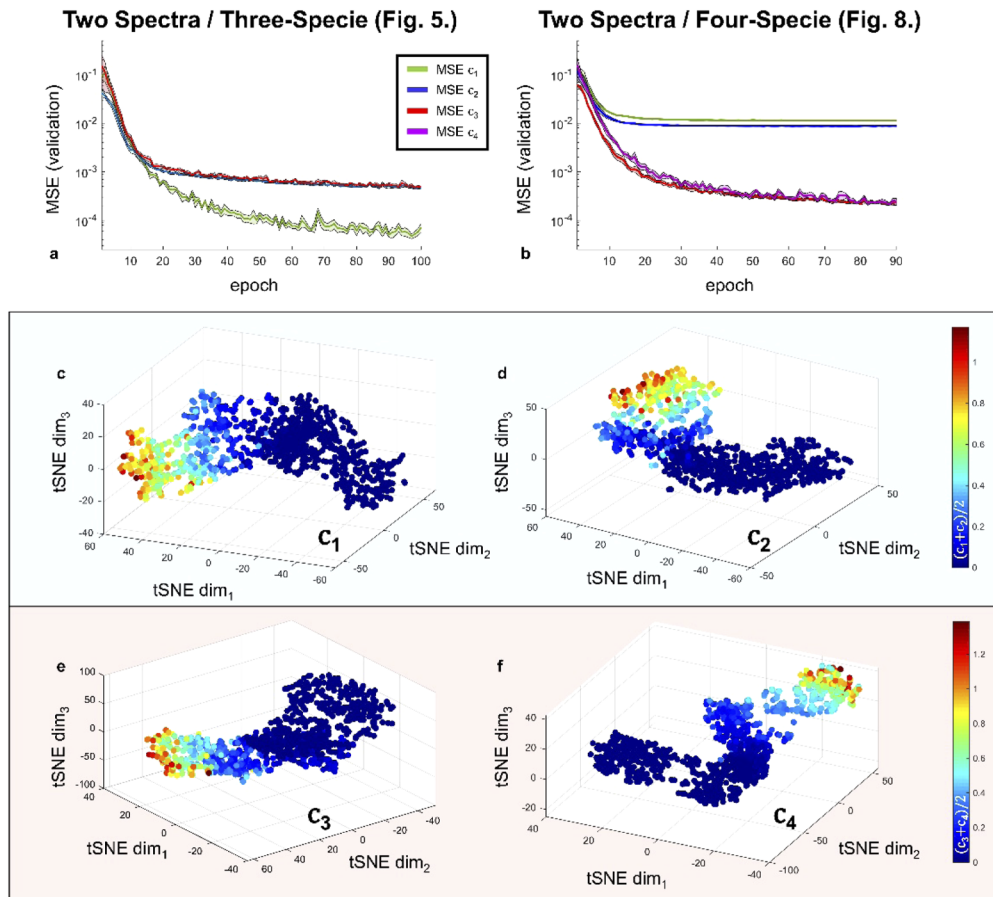 Two Spectra / Three-Specie (Fig. 5.)
Two Spectra / Four-Specie (Fig. 8.)
MSE (validation)
10⁻¹
10⁻²
10⁻³
10⁻⁴
MSE c₁
MSE c₂
MSE c₃
MSE c₄
a
10 20 30 40 50 60 70 80 90 100
epoch
MSE (validation)
10⁻¹
10⁻²
10⁻³
10⁻⁴
b
10 20 30 40 50 60 70 80 90
epoch
c
tSNE dim₃
40
20
0
-20
-40
60 40 20 0 -20 -40 -60
tSNE dim₁
-50 0 50
tSNE dim₂
c₁
d
tSNE dim₃
50
0
-50
60 40 20 0 -20 -40 -60
tSNE dim₁
-50 0 50
tSNE dim₂
c₂
1
0.8
0.6
0.4
0.2
0
(c₁+c₂)/2
e
tSNE dim₃
100
50
0
-50
-100
40 20 0 -20 -40
tSNE dim₁
60 40 20 0 -20 -40
tSNE dim₂
c₃
f
tSNE dim₃
40
20
0
-20
40 20 0 -20 -40
tSNE dim₁
-100 -50 0 50
tSNE dim₂
c₄
1.2
1
0.8
0.6
0.4
0.2
0
(c₃+c₄)/2